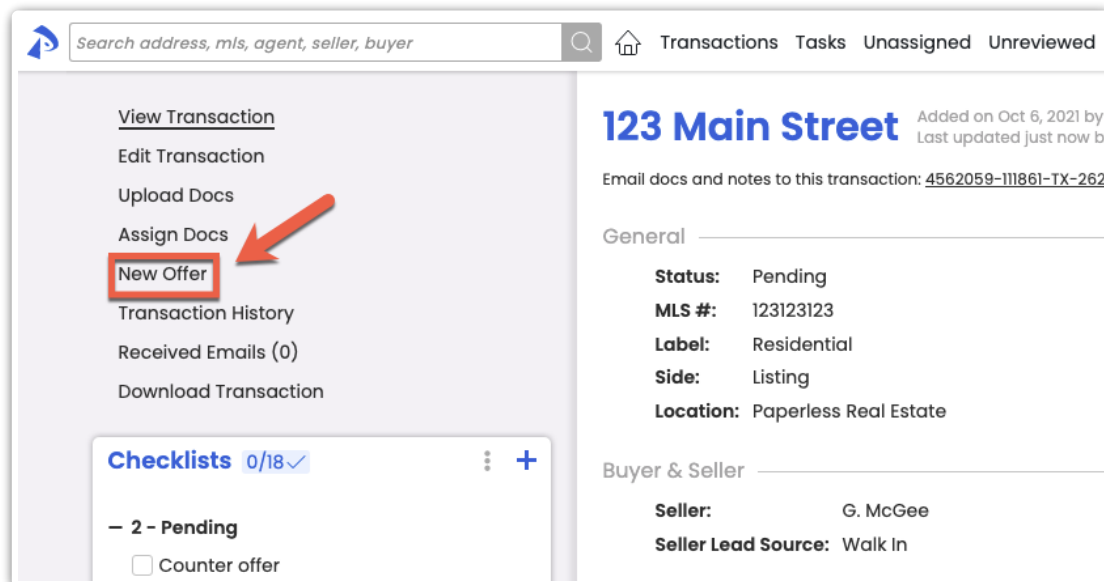 Search address, mls, agent, seller, buyer
Transactions Tasks Unassigned Unreviewed
View Transaction
Edit Transaction
Upload Docs
Assign Docs
New Offer
Transaction History
Received Emails (0)
Download Transaction
Checklists 0/18
2 - Pending
Counter offer
123 Main Street
Added on Oct 6, 2021 by
Last updated just now b
Email docs and notes to this transaction: 4562059-111861-TX-262
General
Status: Pending
MLS #: 123123123
Label: Residential
Side: Listing
Location: Paperless Real Estate
Buyer & Seller
Seller: G. McGee
Seller Lead Source: Walk In